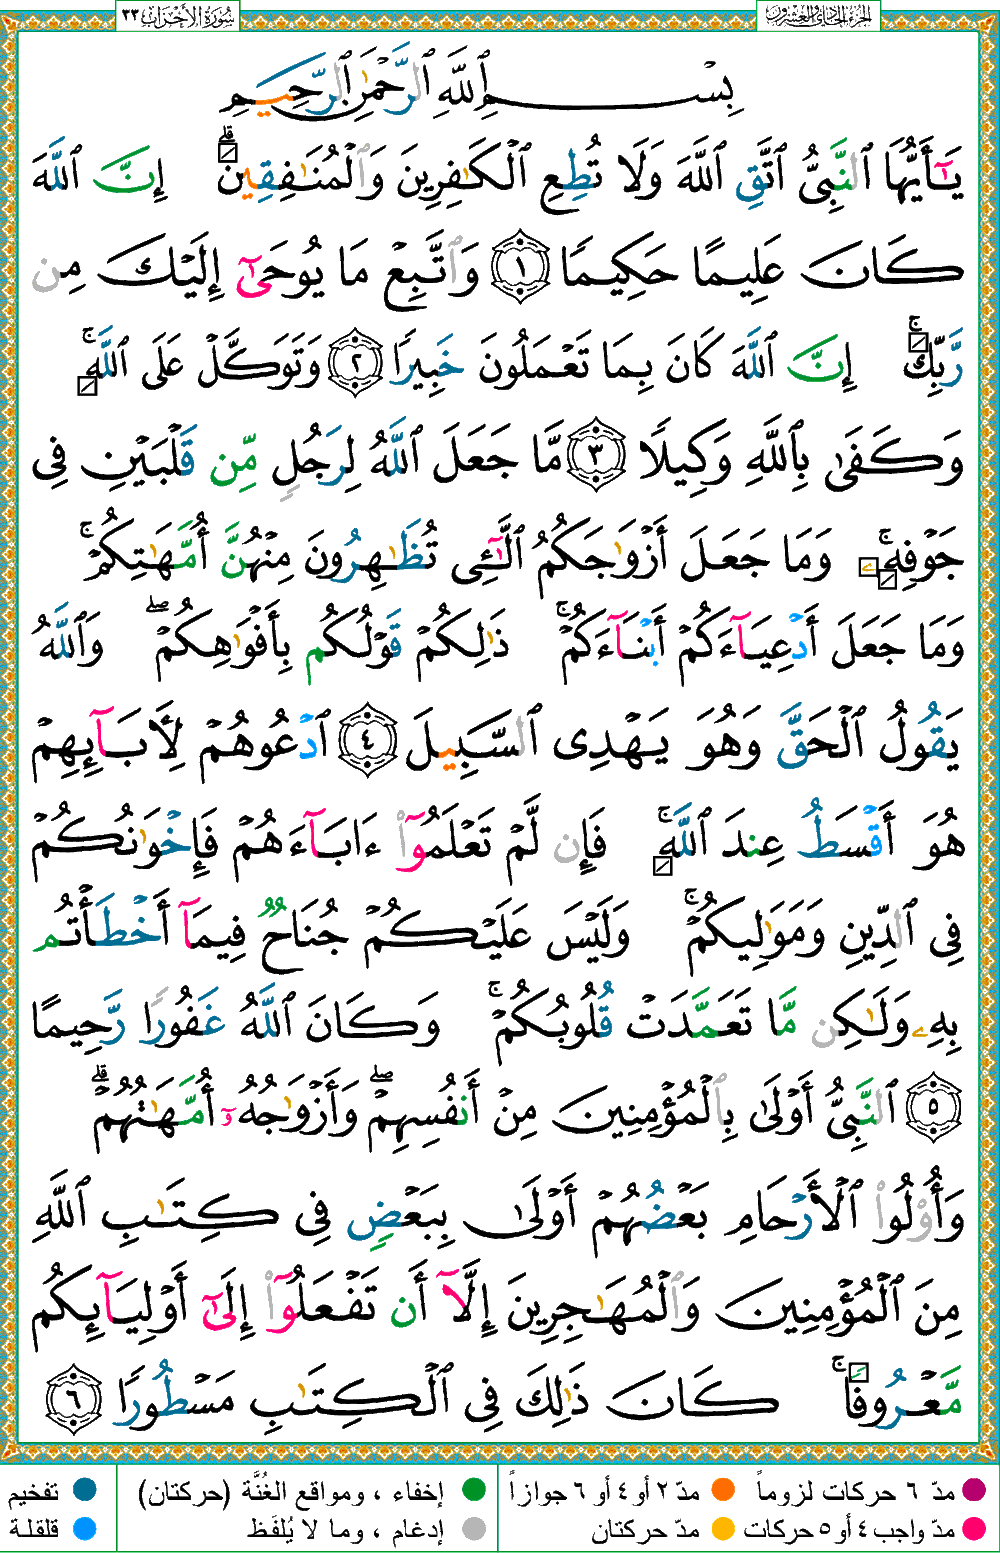 الجزء الحادي والعشرون
سُورَةُ الأَحْزَاب ٣٣
بِسْمِ ٱللَّهِ ٱلرَّحْمَٰنِ ٱلرَّحِيمِ
يَٰٓأَيُّهَا ٱلنَّبِىُّ ٱتَّقِ ٱللَّهَ وَلَا تُطِعِ ٱلْكَٰفِرِينَ وَٱلْمُنَٰفِقِينَ ۗ إِنَّ ٱللَّهَ
كَانَ عَلِيمًا حَكِيمًا ١ وَٱتَّبِعْ مَا يُوحَىٰٓ إِلَيْكَ مِن
رَّبِّكَ ۚ إِنَّ ٱللَّهَ كَانَ بِمَا تَعْمَلُونَ خَبِيرًا ٢ وَتَوَكَّلْ عَلَى ٱللَّهِ ۚ
وَكَفَىٰ بِٱللَّهِ وَكِيلًا ٣ مَّا جَعَلَ ٱللَّهُ لِرَجُلٍ مِّن قَلْبَيْنِ فِى
جَوْفِهِۦ ۚ وَمَا جَعَلَ أَزْوَٰجَكُمُ ٱلَّٰٓـِٔى تُظَٰهِرُونَ مِنْهُنَّ أُمَّهَٰتِكُمْ ۚ
وَمَا جَعَلَ أَدْعِيَآءَكُمْ أَبْنَآءَكُمْ ۚ ذَٰلِكُمْ قَوْلُكُم بِأَفْوَٰهِكُمْ ۖ وَٱللَّهُ
يَقُولُ ٱلْحَقَّ وَهُوَ يَهْدِى ٱلسَّبِيلَ ٤ ٱدْعُوهُمْ لِـَٔابَآئِهِمْ
هُوَ أَقْسَطُ عِندَ ٱللَّهِ ۚ فَإِن لَّمْ تَعْلَمُوٓا۟ ءَابَآءَهُمْ فَإِخْوَٰنُكُمْ
فِى ٱلدِّينِ وَمَوَٰلِيكُمْ ۚ وَلَيْسَ عَلَيْكُمْ جُنَاحٌ فِيمَآ أَخْطَأْتُم
بِهِۦ وَلَٰكِن مَّا تَعَمَّدَتْ قُلُوبُكُمْ ۚ وَكَانَ ٱللَّهُ غَفُورًا رَّحِيمًا
٥ ٱلنَّبِىُّ أَوْلَىٰ بِٱلْمُؤْمِنِينَ مِنْ أَنفُسِهِمْ ۖ وَأَزْوَٰجُهُۥٓ أُمَّهَٰتُهُمْ ۗ
وَأُو۟لُوا۟ ٱلْأَرْحَامِ بَعْضُهُمْ أَوْلَىٰ بِبَعْضٍ فِى كِتَٰبِ ٱللَّهِ
مِنَ ٱلْمُؤْمِنِينَ وَٱلْمُهَٰجِرِينَ إِلَّآ أَن تَفْعَلُوٓا۟ إِلَىٰٓ أَوْلِيَآئِكُم
مَّعْرُوفًا ۚ كَانَ ذَٰلِكَ فِى ٱلْكِتَٰبِ مَسْطُورًا ٦
مدّ ٦ حركات لزوماً مدّ ٢ أو ٤ أو ٦ جوازاً إخفاء ، ومواقع الغُنَّة (حركتان) تفخيم
مدّ واجب ٤ أو ٥ حركات مدّ حركتان إدغام ، وما لا يُلفَظ قلقلة